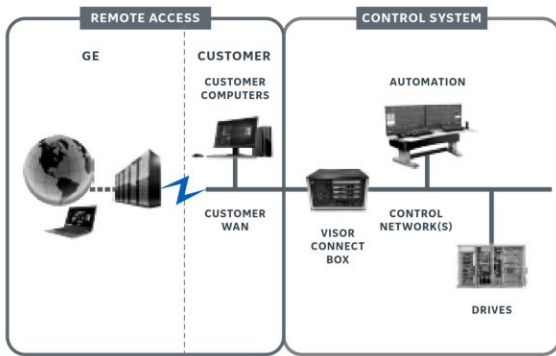 REMOTE ACCESS
CONTROL SYSTEM
GE
CUSTOMER
CUSTOMER
COMPUTERS
AUTOMATION
CUSTOMER
WAN
VISOR
CONNECT
BOX
CONTROL
NETWORK(S)
DRIVES